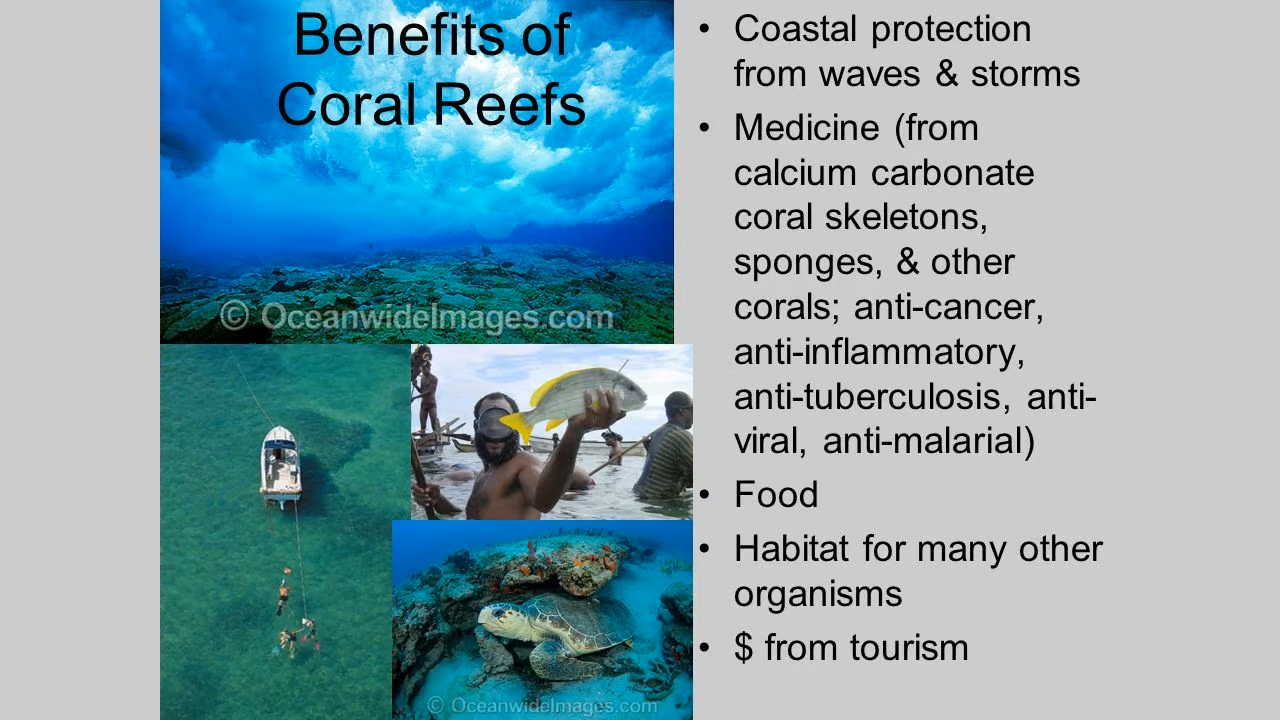 Benefits of
Coral Reefs
© OceanwideImages.com
© OceanwideImages.com
• Coastal protection
from waves & storms
• Medicine (from
calcium carbonate
coral skeletons,
sponges, & other
corals; anti-cancer,
anti-inflammatory,
anti-tuberculosis, anti-
viral, anti-malarial)
• Food
• Habitat for many other
organisms
• $ from tourism